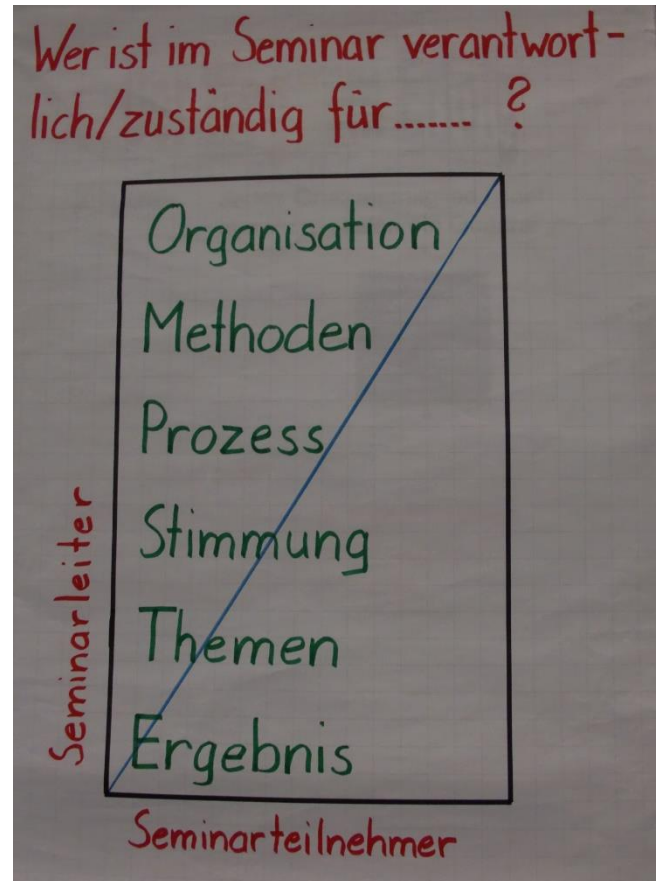 Wer ist im Seminar verantwort-
lich/zuständig für....... ?
Organisation
Methoden
Prozess
Stimmung
Themen
Ergebnis
Seminarleiter
Seminarteilnehmer